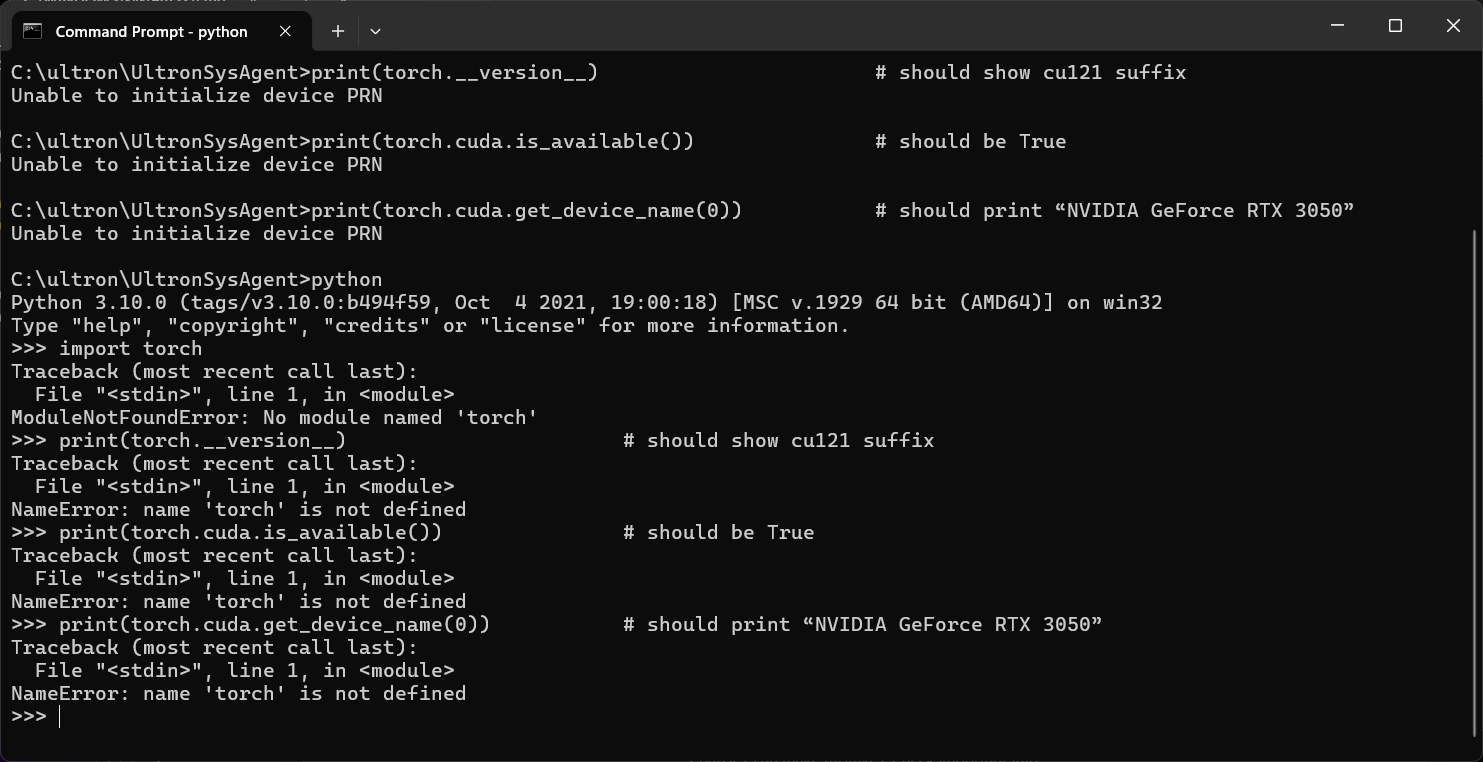 Command Prompt - python
C:\ultron\UltronSysAgent>print(torch.__version__)                       # should show cu121 suffix
Unable to initialize device PRN
C:\ultron\UltronSysAgent>print(torch.cuda.is_available())               # should be True
Unable to initialize device PRN
C:\ultron\UltronSysAgent>print(torch.cuda.get_device_name(0))           # should print “NVIDIA GeForce RTX 3050”
Unable to initialize device PRN
C:\ultron\UltronSysAgent>python
Python 3.10.0 (tags/v3.10.0:b494f59, Oct  4 2021, 19:00:18) [MSC v.1929 64 bit (AMD64)] on win32
Type "help", "copyright", "credits" or "license" for more information.
>>> import torch
Traceback (most recent call last):
  File "<stdin>", line 1, in <module>
ModuleNotFoundError: No module named 'torch'
>>> print(torch.__version__)                       # should show cu121 suffix
Traceback (most recent call last):
  File "<stdin>", line 1, in <module>
NameError: name 'torch' is not defined
>>> print(torch.cuda.is_available())               # should be True
Traceback (most recent call last):
  File "<stdin>", line 1, in <module>
NameError: name 'torch' is not defined
>>> print(torch.cuda.get_device_name(0))           # should print “NVIDIA GeForce RTX 3050”
Traceback (most recent call last):
  File "<stdin>", line 1, in <module>
NameError: name 'torch' is not defined
>>>